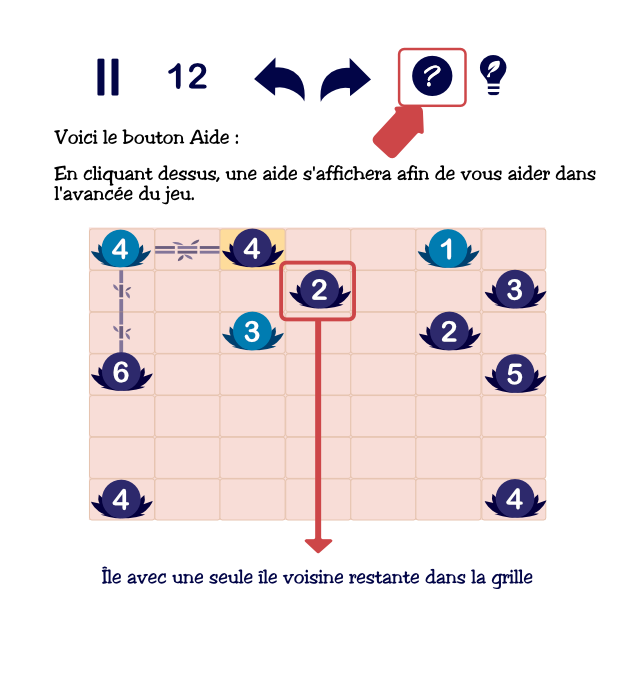 12 ?
Voici le bouton Aide :
En cliquant dessus, une aide s'affichera afin de vous aider dans
l'avancée du jeu.
4 4 1
2 3
3 2
6 5
4 4
Île avec une seule île voisine restante dans la grille